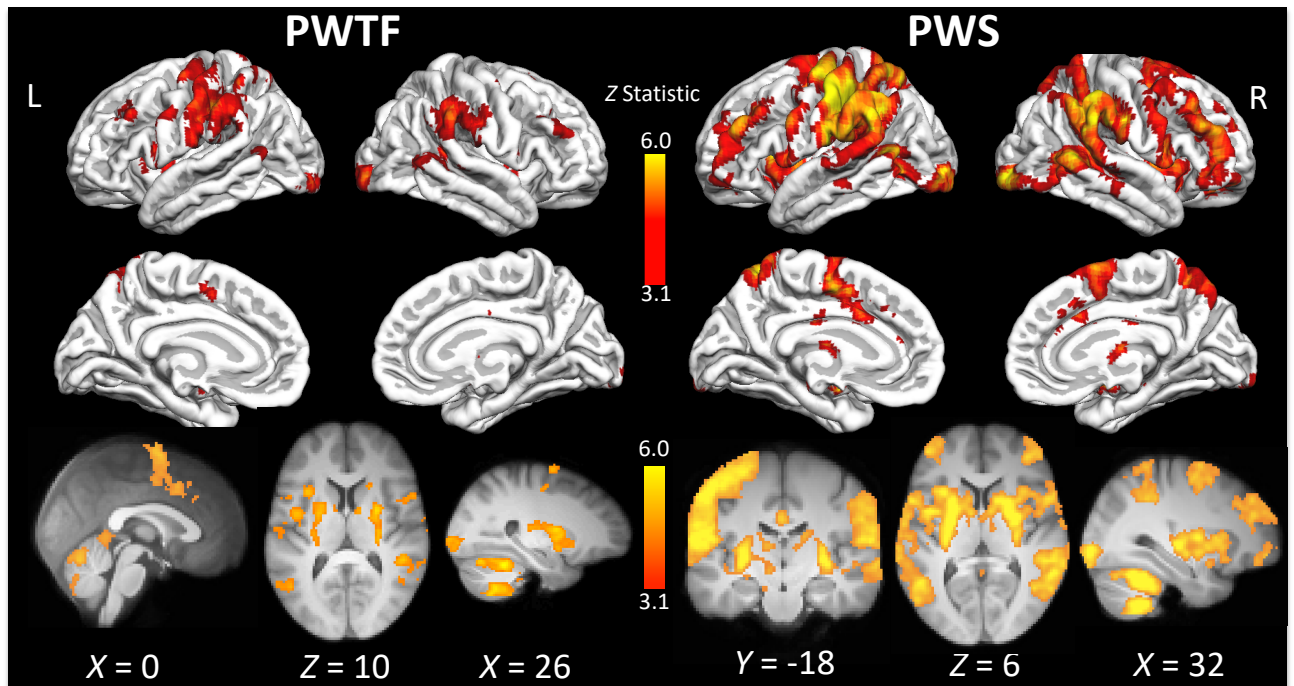 PWTF
PWS
L
Z Statistic
R
6.0
3.1
6.0
3.1
X = 0
Z = 10
X = 26
Y = -18
Z = 6
X = 32